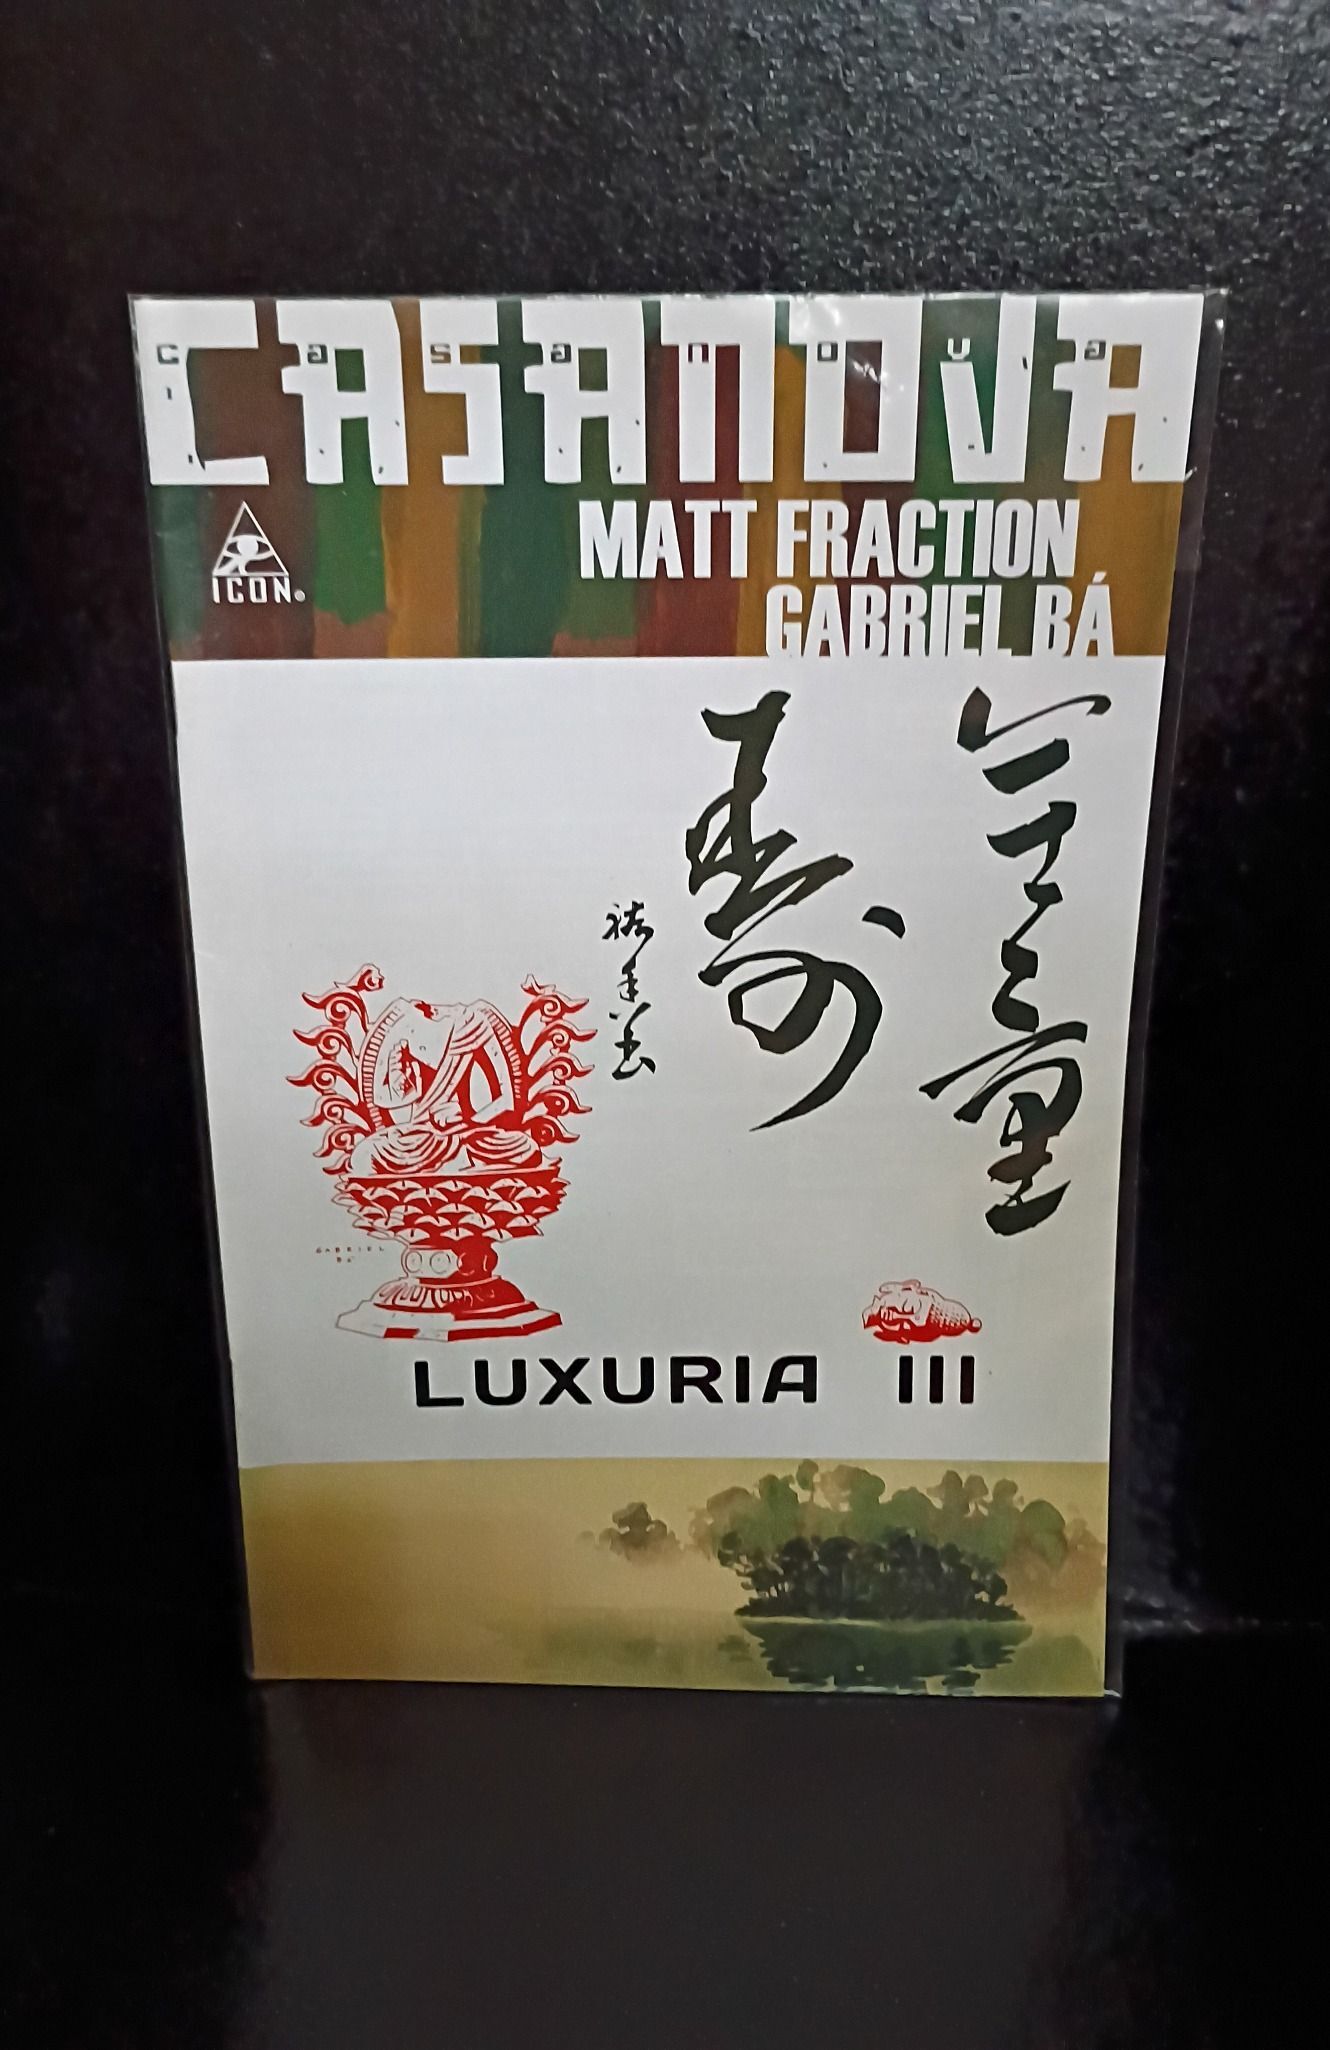 CASANOVA
casanova
ICON®
MATT FRACTION
GABRIEL BÁ
GABRIEL
BÁ
LUXURIA III